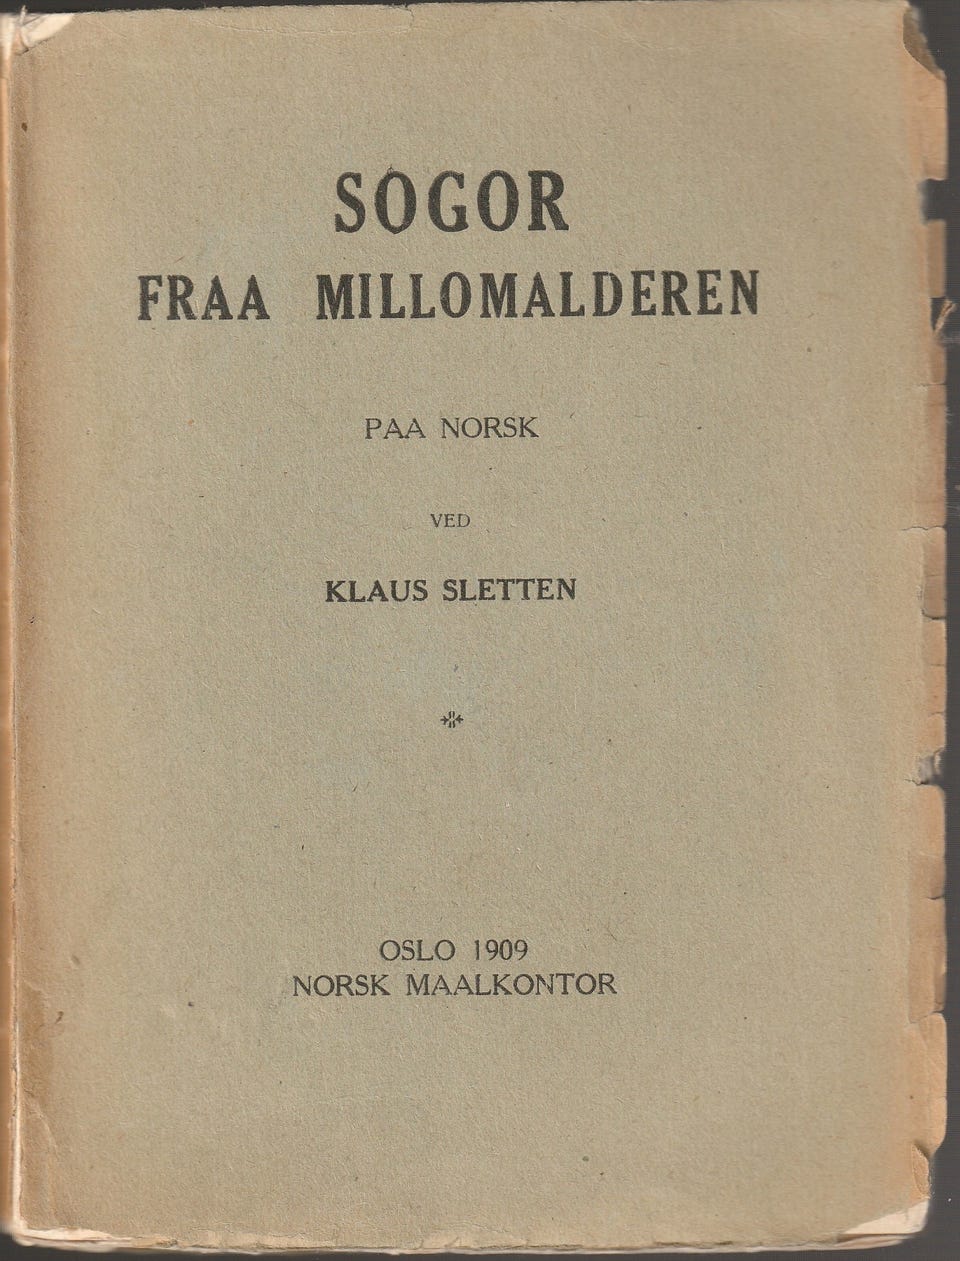 SOGOR
FRAA MILLOMALDEREN
PAA NORSK
VED
KLAUS SLETTEN
OSLO 1909
NORSK MAALKONTOR